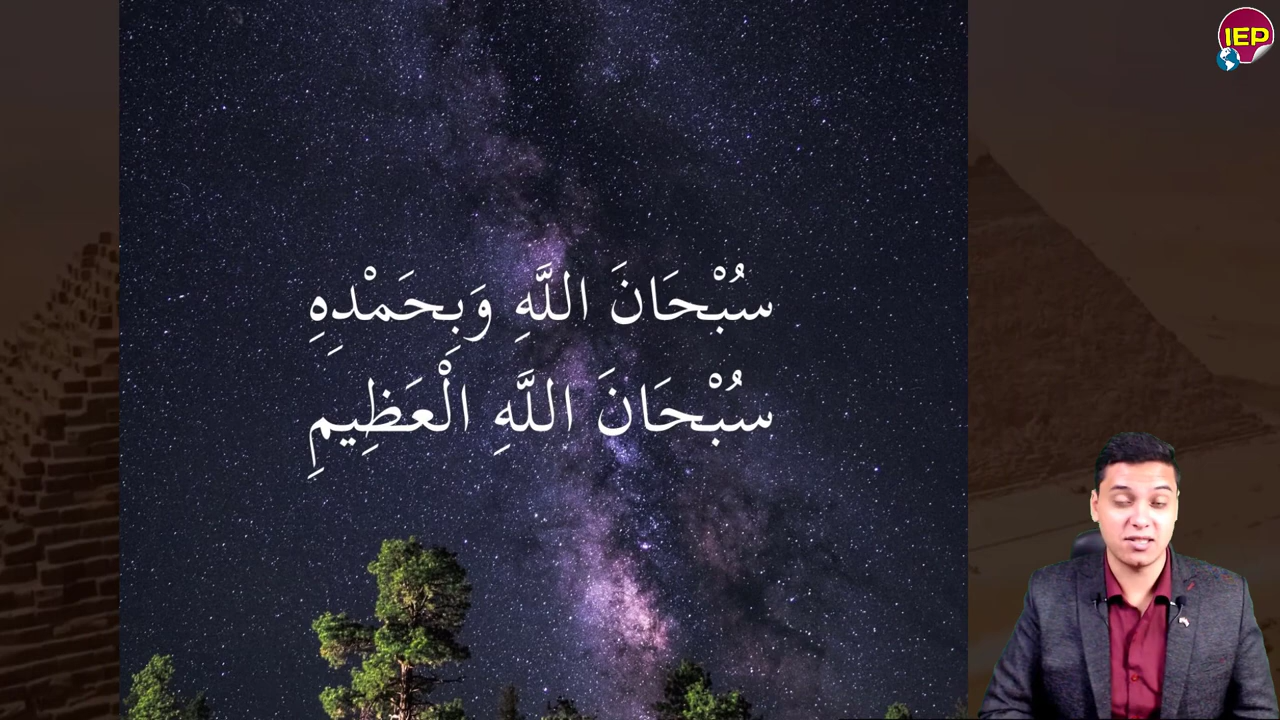 سُبْحَانَ اللَّهِ وَبِحَمْدِهِ
سُبْحَانَ اللَّهِ الْعَظِيمِ
IEP